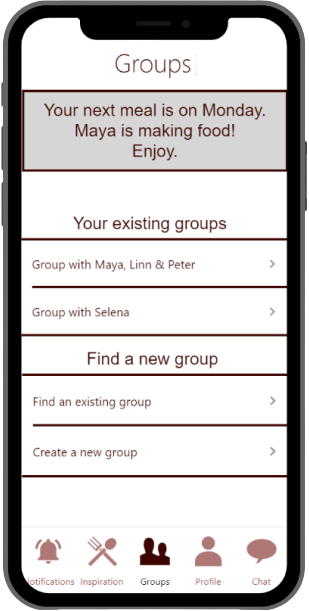 Groups
Your next meal is on Monday.
Maya is making food!
Enjoy.
Your existing groups
Group with Maya, Linn & Peter
Group with Selena
Find a new group
Find an existing group
Create a new group
Notifications Inspiration Groups Profile Chat